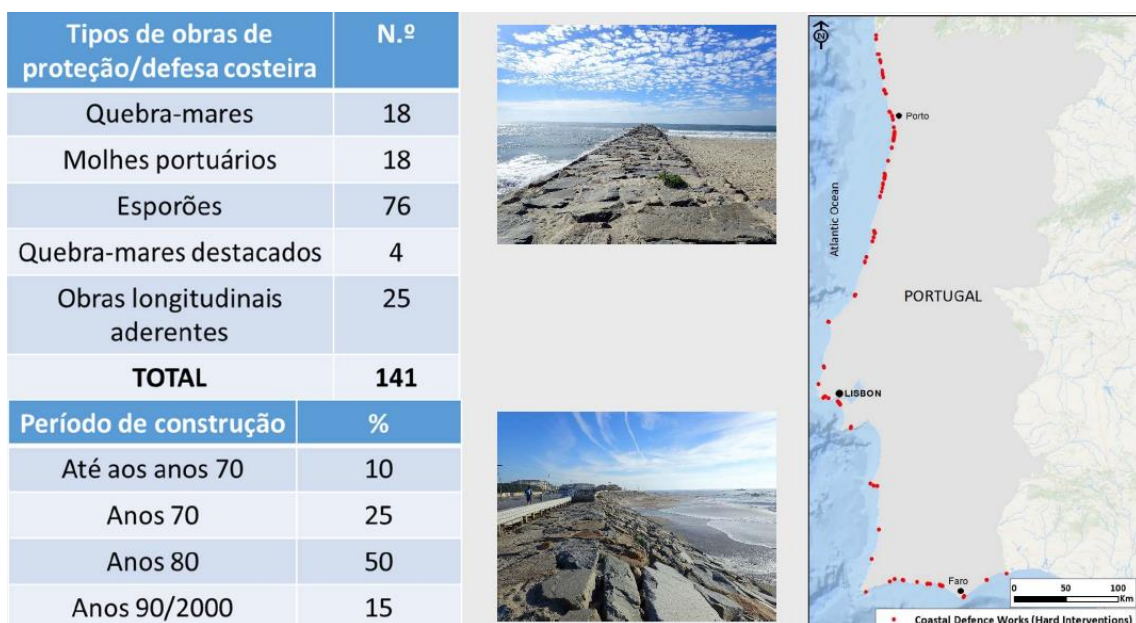 Tipos de obras de
proteção/defesa costeira
N.º
Quebra-mares 18
Molhes portuários 18
Esporões 76
Quebra-mares destacados 4
Obras longitudinais
aderentes
25
TOTAL 141
Período de construção %
Até aos anos 70 10
Anos 70 25
Anos 80 50
Anos 90/2000 15
N
Porto
Atlantic Ocean
PORTUGAL
LISBON
Faro
0 50 100
Km
Coastal Defence Works (Hard Interventions)